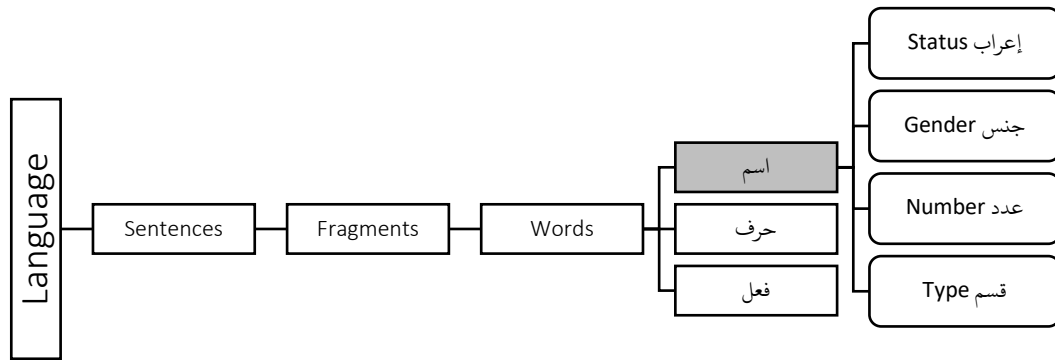 Language
Sentences
Fragments
Words
اسم
حرف
فعل
Status إعراب
Gender جنس
Number عدد
Type قسم